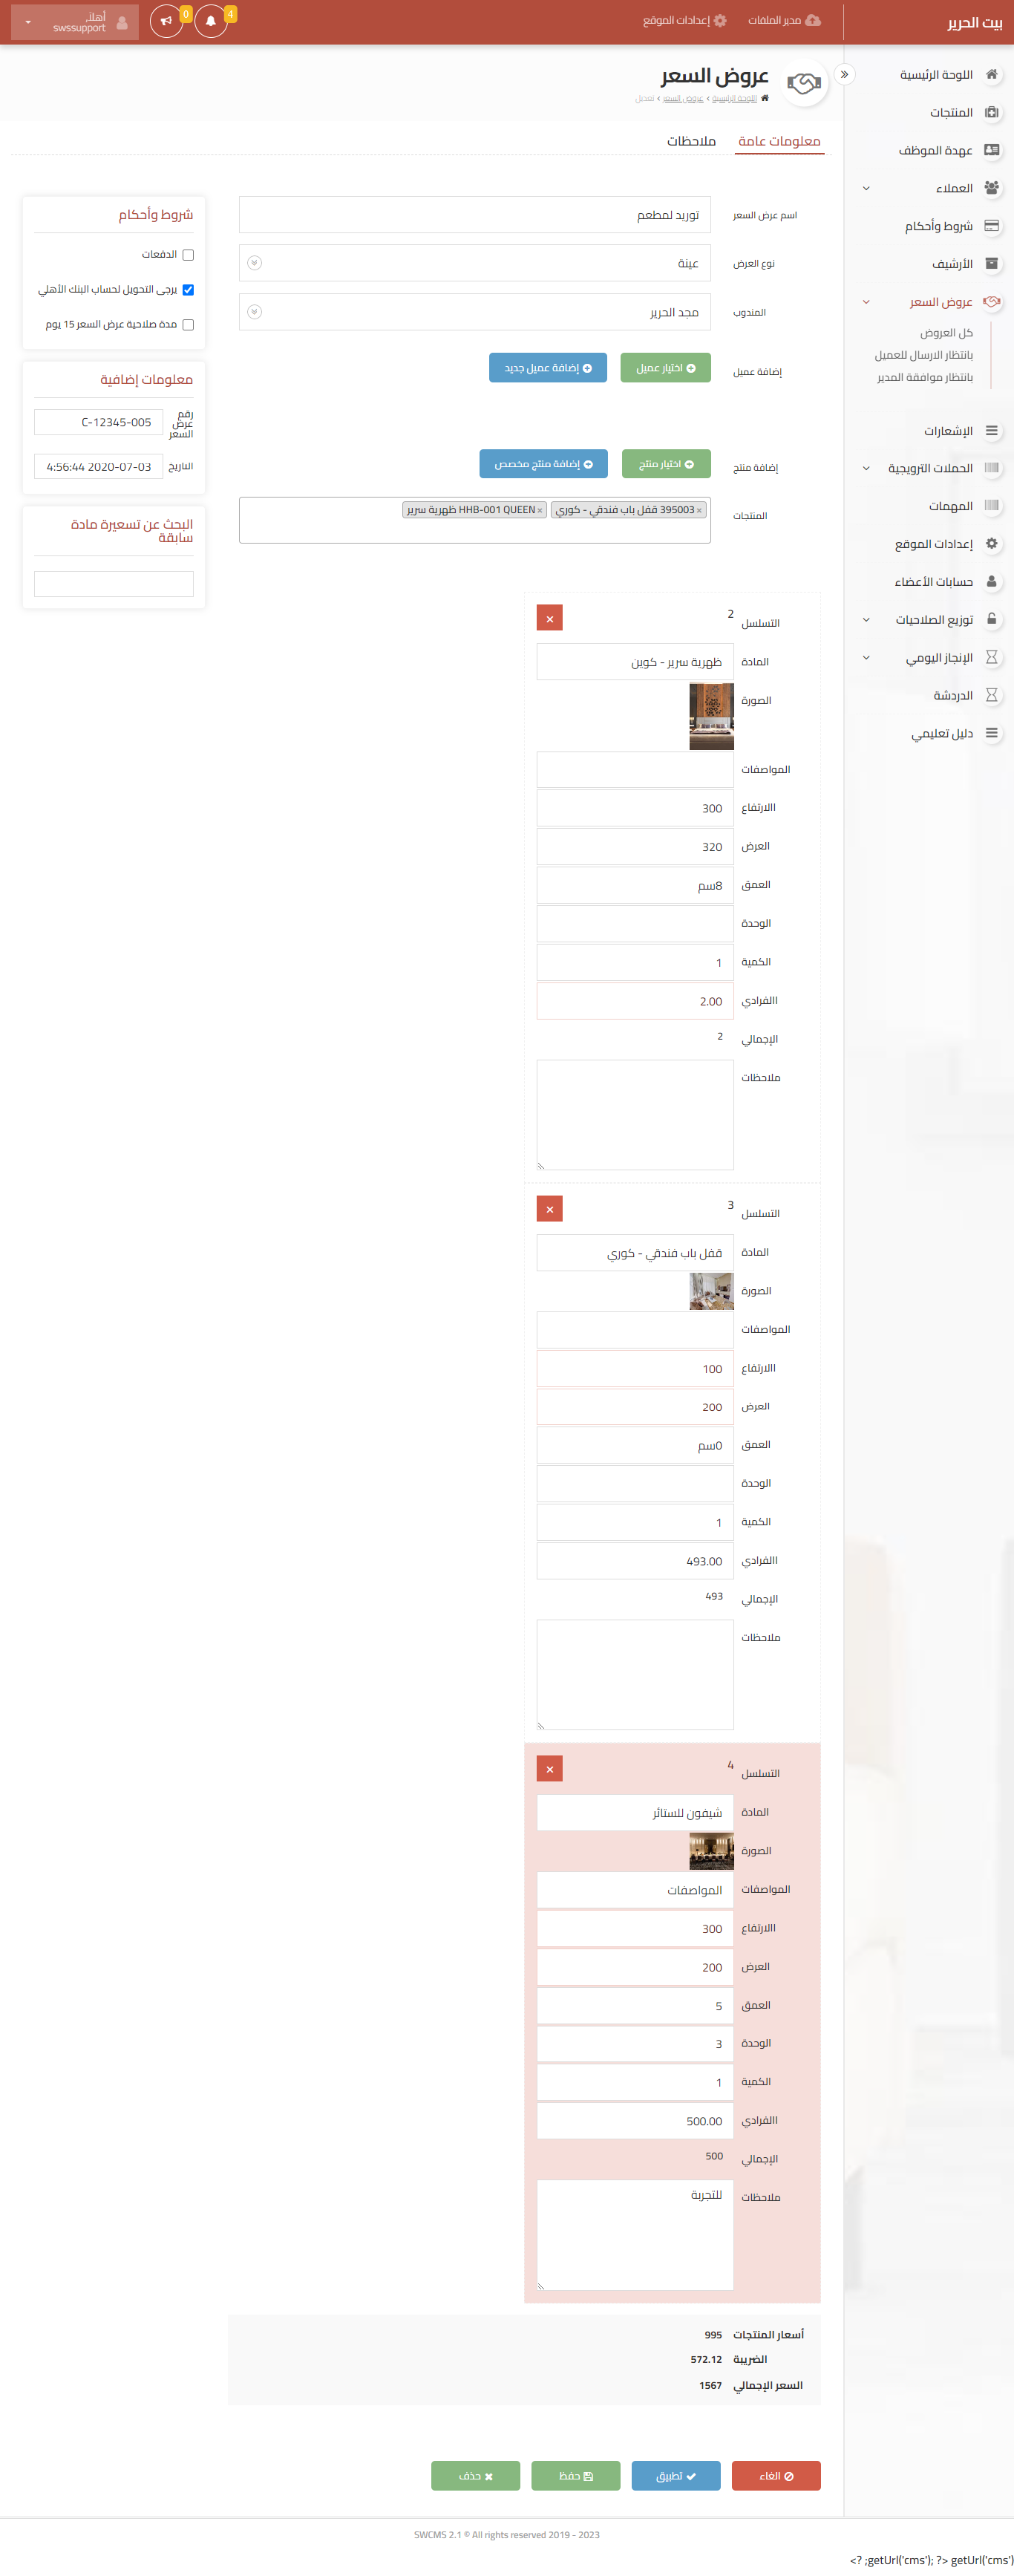 بيت الحرير
مدير الملفات
إعدادات الموقع
4
0
أهلاً,
swssupport
اللوحة الرئيسية
المنتجات
عهدة الموظف
العملاء
شروط وأحكام
الأرشيف
عروض السعر
كل العروض
بانتظار الارسال للعميل
بانتظار موافقة المدير
الإشعارات
الحملات الترويجية
المهمات
إعدادات الموقع
حسابات الأعضاء
توزيع الصلاحيات
الإنجاز اليومي
الدردشة
دليل تعليمي
عروض السعر
اللوحة الرئيسية › عروض السعر › تعديل
معلومات عامة
ملاحظات
اسم عرض السعر
توريد لمطعم
نوع العرض
عينة
المندوب
مجد الحرير
إضافة عميل
اختيار عميل
إضافة عميل جديد
إضافة منتج
اختيار منتج
إضافة منتج مخصص
المنتجات
×395003 قفل باب فندقي - كوري
×HHB-001 QUEEN ظهرية سرير
شروط وأحكام
الدفعات
يرجى التحويل لحساب البنك الأهلي
مدة صلاحية عرض السعر 15 يوم
معلومات إضافية
رقم
عرض
السعر
C-12345-005
التاريخ
2020-07-03 4:56:44
البحث عن تسعيرة مادة
سابقة
التسلسل 2 ×
المادة ظهرية سرير - كوين
الصورة
المواصفات
االارتفاع 300
العرض 320
العمق 8سم
الوحدة
الكمية 1
االفرادي 2.00
الإجمالي 2
ملاحظات
التسلسل 3 ×
المادة قفل باب فندقي - كوري
الصورة
المواصفات
االارتفاع 100
العرض 200
العمق 0سم
الوحدة
الكمية 1
االفرادي 493.00
الإجمالي 493
ملاحظات
التسلسل 4 ×
المادة شيفون للستائر
الصورة
المواصفات المواصفات
االارتفاع 300
العرض 200
العمق 5
الوحدة 3
الكمية 1
االفرادي 500.00
الإجمالي 500
ملاحظات للتجربة
أسعار المنتجات 995
الضريبة 572.12
السعر الإجمالي 1567
الغاء
تطبيق
حفظ
حذف
SWCMS 2.1 © All rights reserved 2019 - 2023
<? ;getUrl('cms'); ?> getUrl('cms')